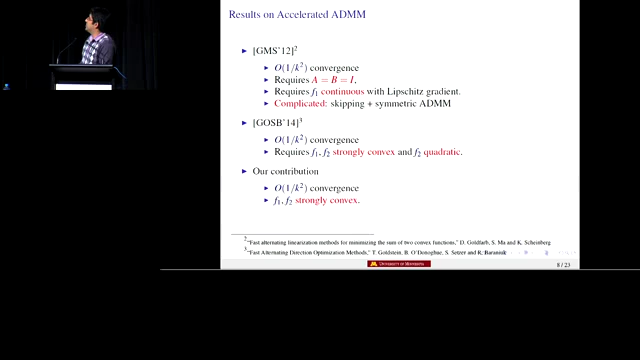 Results on Accelerated ADMM
▶ [GMS'12]²
▶ O(1/k²) convergence
▶ Requires A = B = I,
▶ Requires f₁ continuous with Lipschitz gradient.
▶ Complicated: skipping + symmetric ADMM
▶ [GOSB'14]³
▶ O(1/k²) convergence
▶ Requires f₁, f₂ strongly convex and f₂ quadratic.
▶ Our contribution
▶ O(1/k²) convergence
▶ f₁, f₂ strongly convex.
² "Fast alternating linearization methods for minimizing the sum of two convex functions," D. Goldfarb, S. Ma and K. Scheinberg
³ "Fast Alternating Direction Optimization Methods," T. Goldstein, B. O'Donoghue, S. Setzer and R. Baraniuk
University of Minnesota
8 / 23